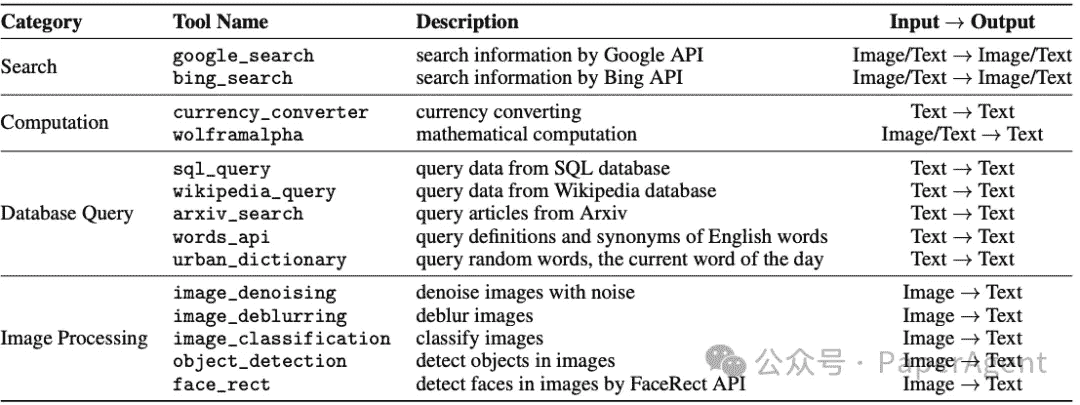 Category Tool Name Description Input → Output
Search google_search search information by Google API Image/Text → Image/Text
bing_search search information by Bing API Image/Text → Image/Text
Computation currency_converter currency converting Text → Text
wolframalpha mathematical computation Image/Text → Text
sql_query query data from SQL database Text → Text
wikipedia_query query data from Wikipedia database Text → Text
Database Query arxiv_search query articles from Arxiv Text → Text
words_api query definitions and synonyms of English words Text → Text
urban_dictionary query random words, the current word of the day Text → Text
image_denoising denoise images with noise Image → Text
image_deblurring deblur images Image → Text
Image Processing image_classification classify images Image → Text
object_detection detect objects in images Image → Text
face_rect detect faces in images by FaceRect API Image → Text
公众号 · PaperAgent